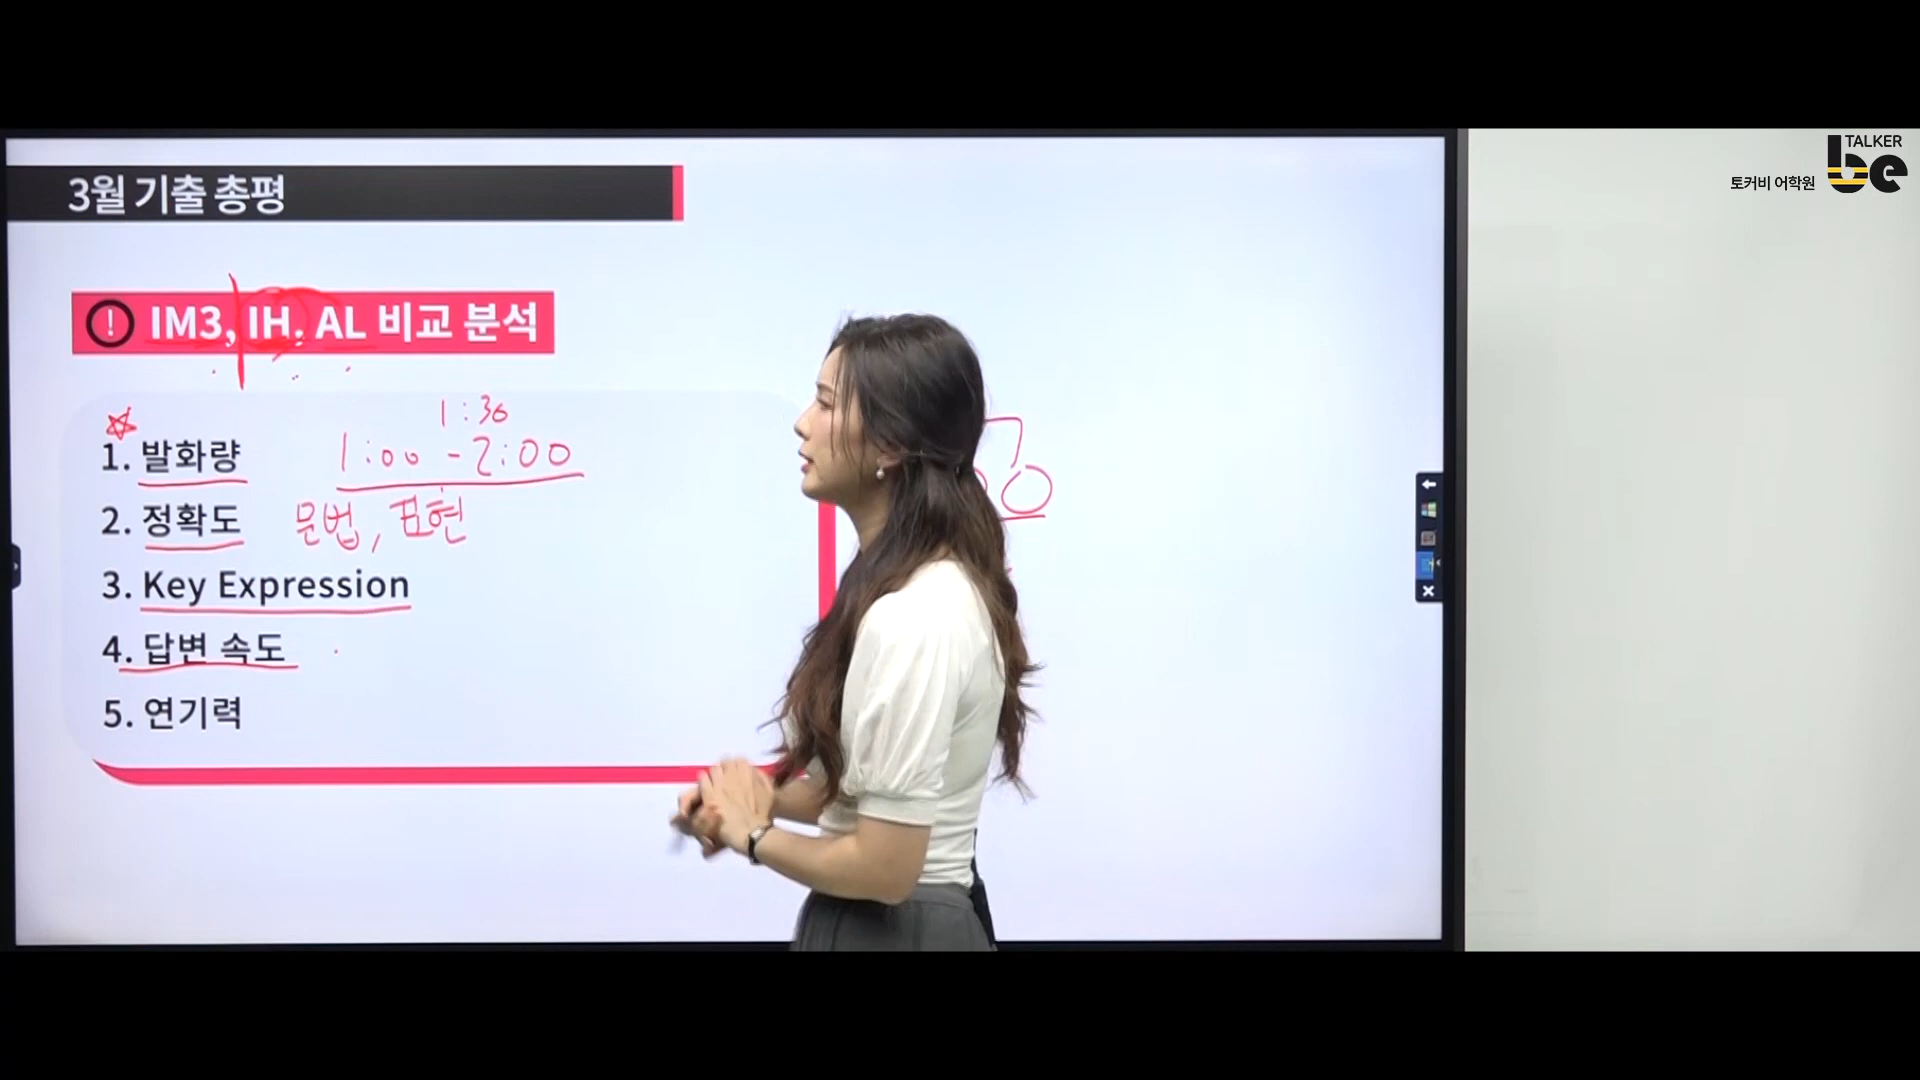 TALKER
be
토커비 어학원
3월 기출 총평
! IM3, IH, AL 비교 분석
1:30
1. 발화량 1:00 - 2:00
2. 정확도 문법, 표현
3. Key Expression
4. 답변 속도
5. 연기력